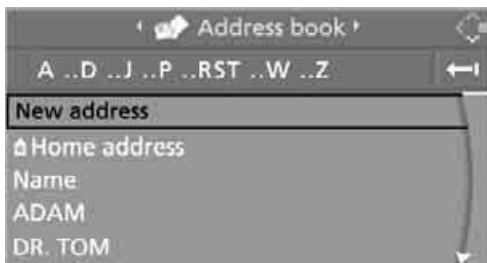 Address book
A ..D ..J ..P ..RST ..W ..Z
New address
Home address
Name
ADAM
DR. TOM